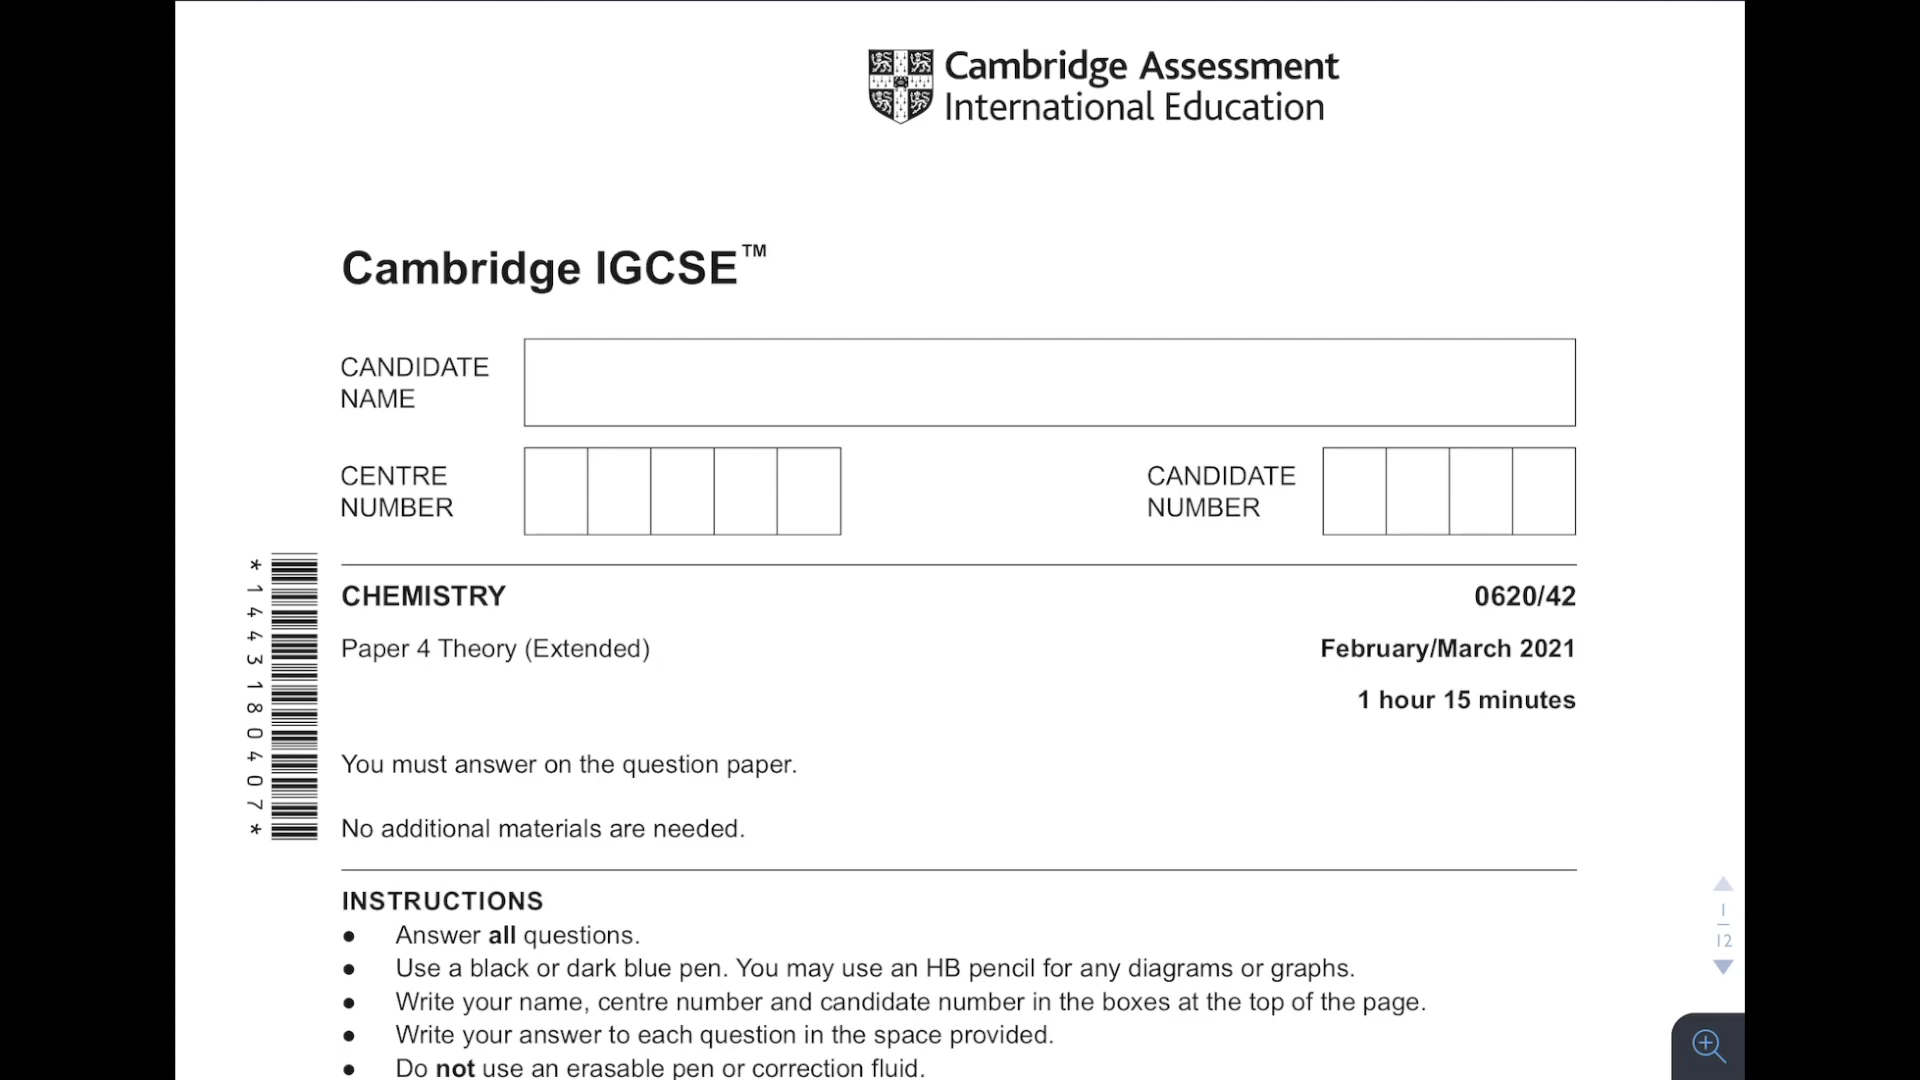 Cambridge Assessment
International Education
Cambridge IGCSE™
CANDIDATE
NAME
CENTRE
NUMBER
CANDIDATE
NUMBER
*1443180407*
CHEMISTRY 0620/42
Paper 4 Theory (Extended) February/March 2021
1 hour 15 minutes
You must answer on the question paper.
No additional materials are needed.
INSTRUCTIONS
● Answer all questions.
● Use a black or dark blue pen. You may use an HB pencil for any diagrams or graphs.
● Write your name, centre number and candidate number in the boxes at the top of the page.
● Write your answer to each question in the space provided.
● Do not use an erasable pen or correction fluid.
1
12